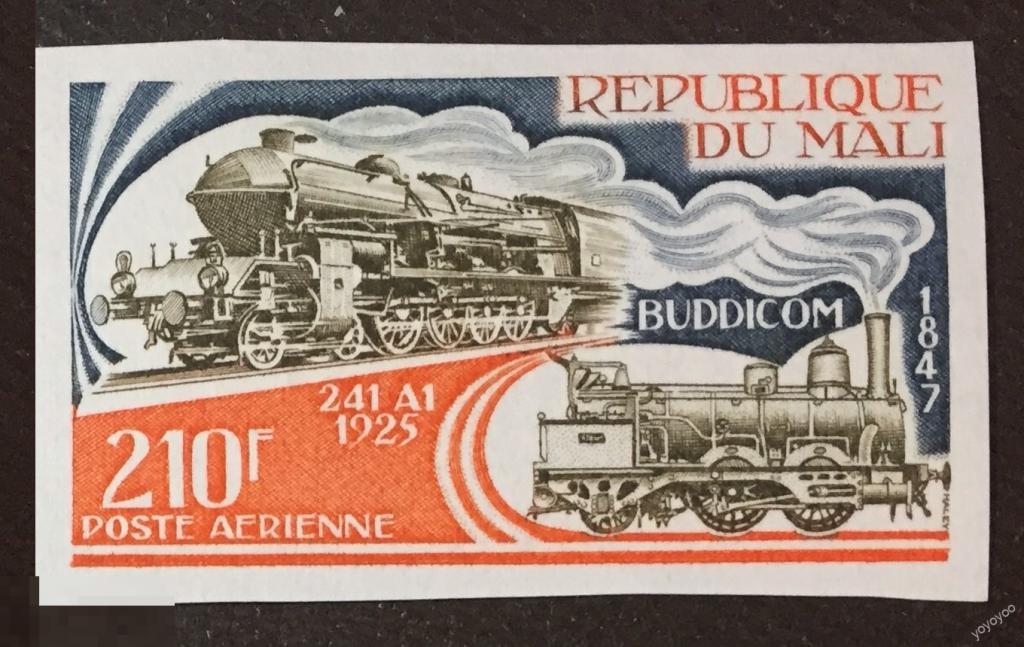 REPUBLIQUE
DU MALI
BUDDICOM
1847
241 A1
1925
210F
POSTE AERIENNE
HALEY
yoyoyoo